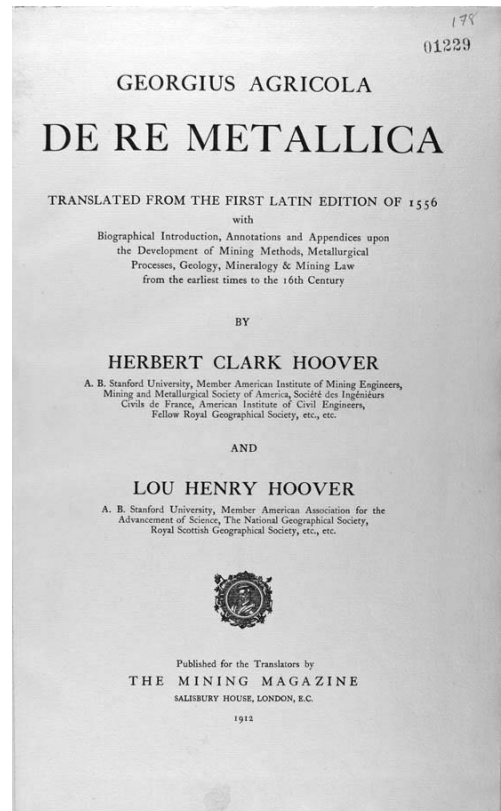 178
01229
GEORGIUS AGRICOLA
DE RE METALLICA
TRANSLATED FROM THE FIRST LATIN EDITION OF 1556
with
Biographical Introduction, Annotations and Appendices upon
the Development of Mining Methods, Metallurgical
Processes, Geology, Mineralogy & Mining Law
from the earliest times to the 16th Century
BY
HERBERT CLARK HOOVER
A. B. Stanford University, Member American Institute of Mining Engineers,
Mining and Metallurgical Society of America, Société des Ingéniéurs
Civils de France, American Institute of Civil Engineers,
Fellow Royal Geographical Society, etc., etc.
AND
LOU HENRY HOOVER
A. B. Stanford University, Member American Association for the
Advancement of Science, The National Geographical Society,
Royal Scottish Geographical Society, etc., etc.
Published for the Translators by
THE MINING MAGAZINE
SALISBURY HOUSE, LONDON, E.C.
1912